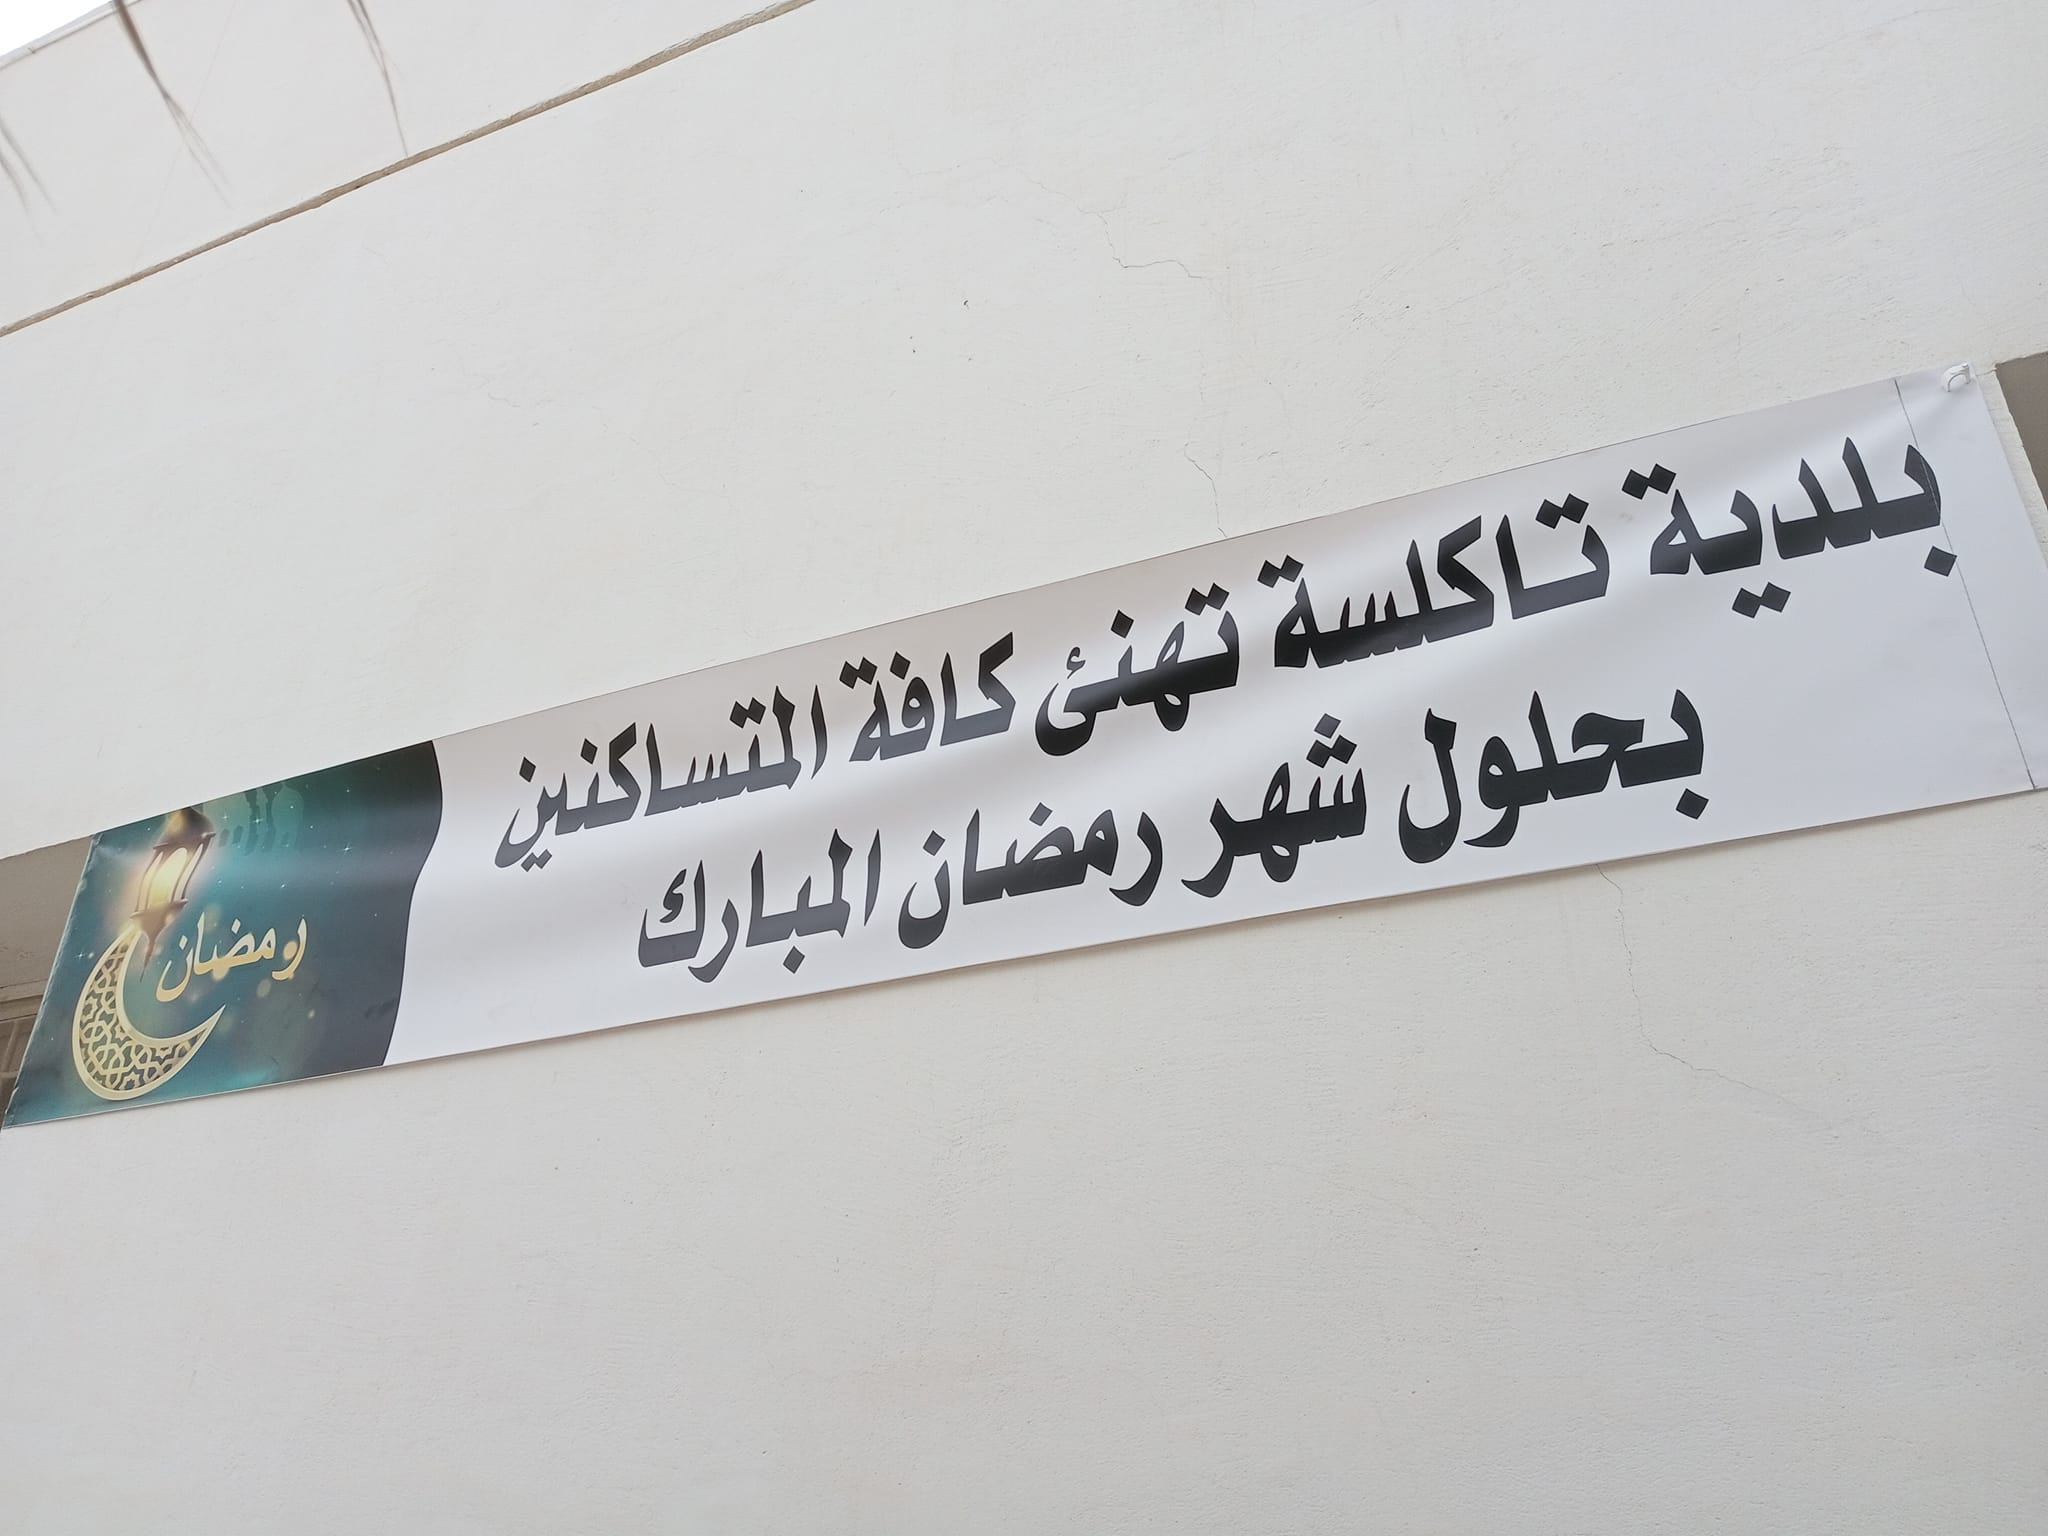 بلدية تاكلسة تهنئ كافة المتساكنين
بحلول شهر رمضان المبارك
رمضان